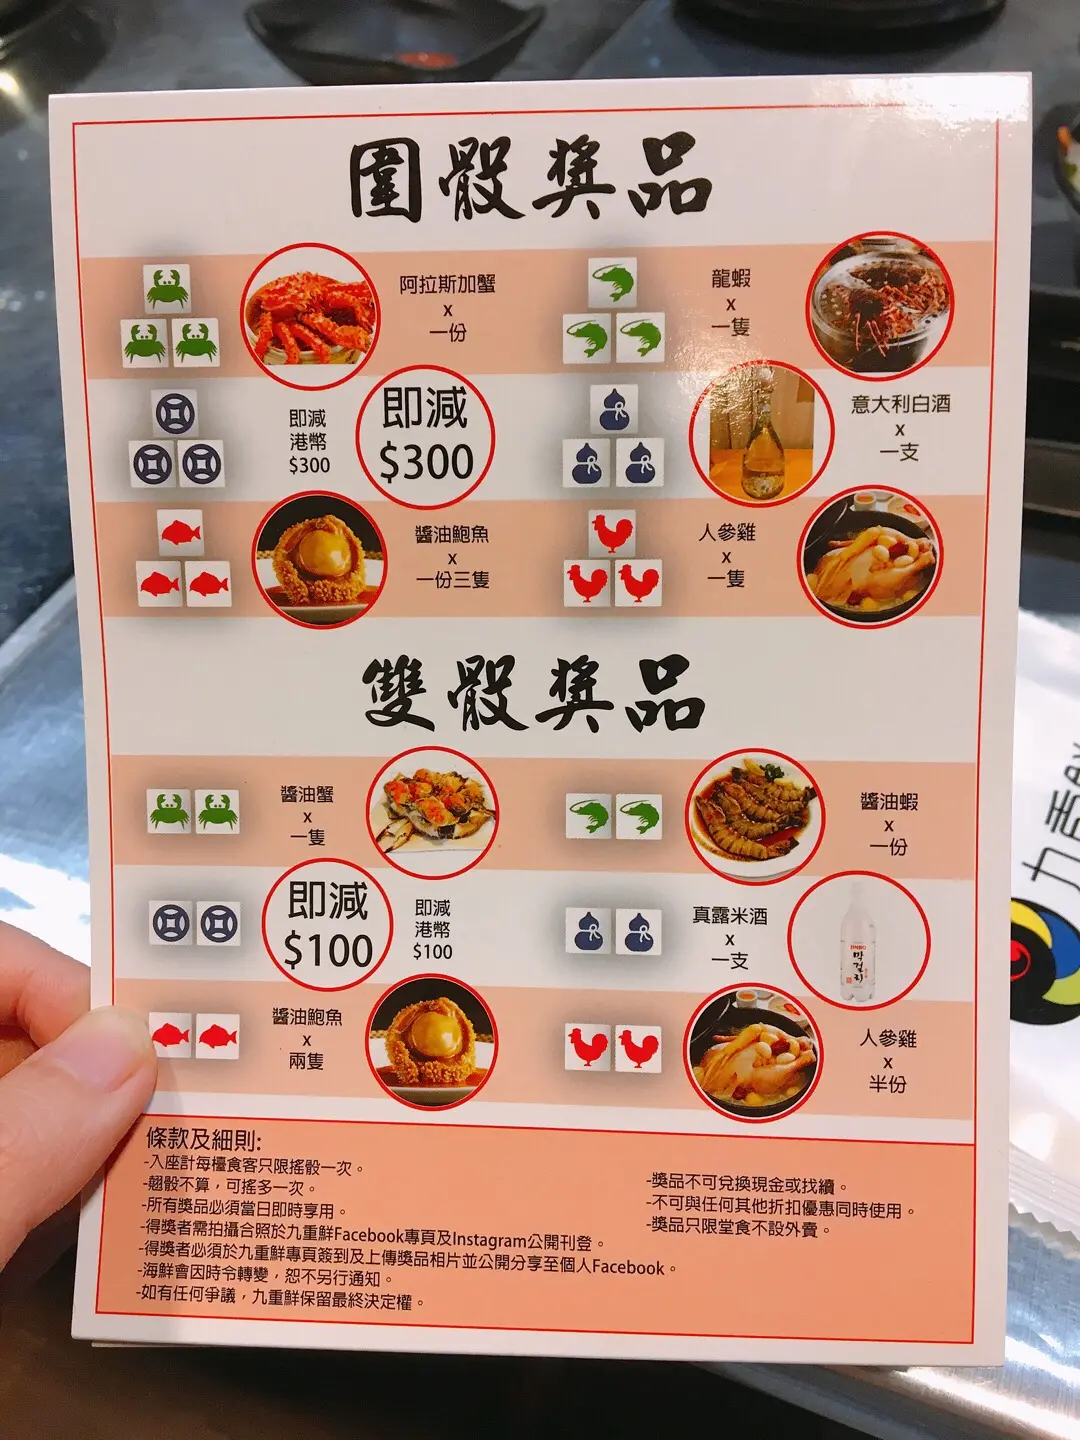 圍骰獎品
阿拉斯加蟹
x
一份
龍蝦
x
一隻
即減
港幣
$300
即減
$300
意大利白酒
x
一支
醬油鮑魚
x
一份三隻
人參雞
x
一隻
雙骰獎品
醬油蟹
x
一隻
醬油蝦
x
一份
即減
$100
即減
港幣
$100
真露米酒
x
一支
JINRO
막걸리
醬油鮑魚
x
兩隻
人參雞
x
半份
條款及細則:
-入座計每檯食客只限搖骰一次。
-翹骰不算，可搖多一次。
-所有獎品必須當日即時享用。
-得獎者需拍攝合照於九重鮮Facebook專頁及Instagram公開刊登。
-得獎者必須於九重鮮專頁簽到及上傳獎品相片並公開分享至個人Facebook。
-海鮮會因時令轉變，恕不另行通知。
-如有任何爭議，九重鮮保留最終決定權。
-獎品不可兌換現金或找續。
-不可與任何其他折扣優惠同時使用。
-獎品只限堂食不設外賣。
九重